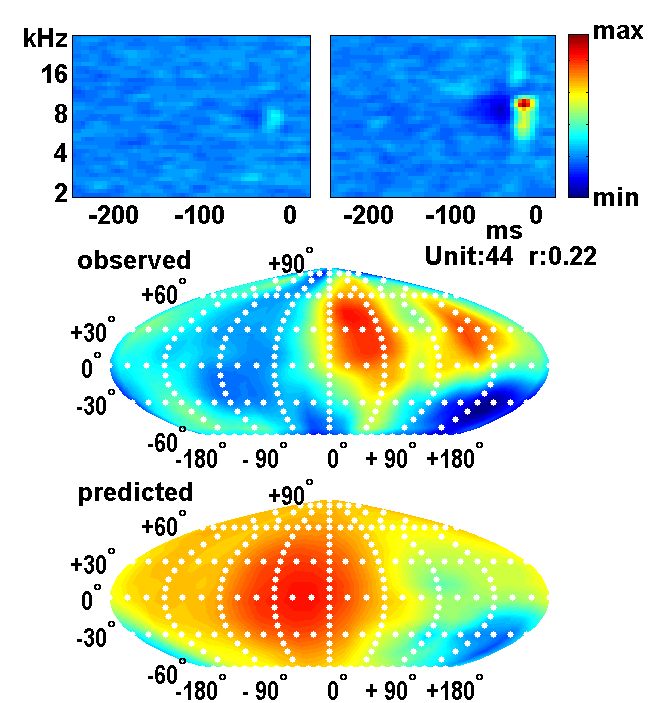 kHz
16
8
4
2
-200 -100 0
-200 -100 0
ms
max
min
Unit:44 r:0.22
observed
+90°
+60°
+30°
0°
-30°
-60°
-180° - 90° 0° + 90° +180°
predicted
+90°
+60°
+30°
0°
-30°
-60°
-180° - 90° 0° + 90° +180°